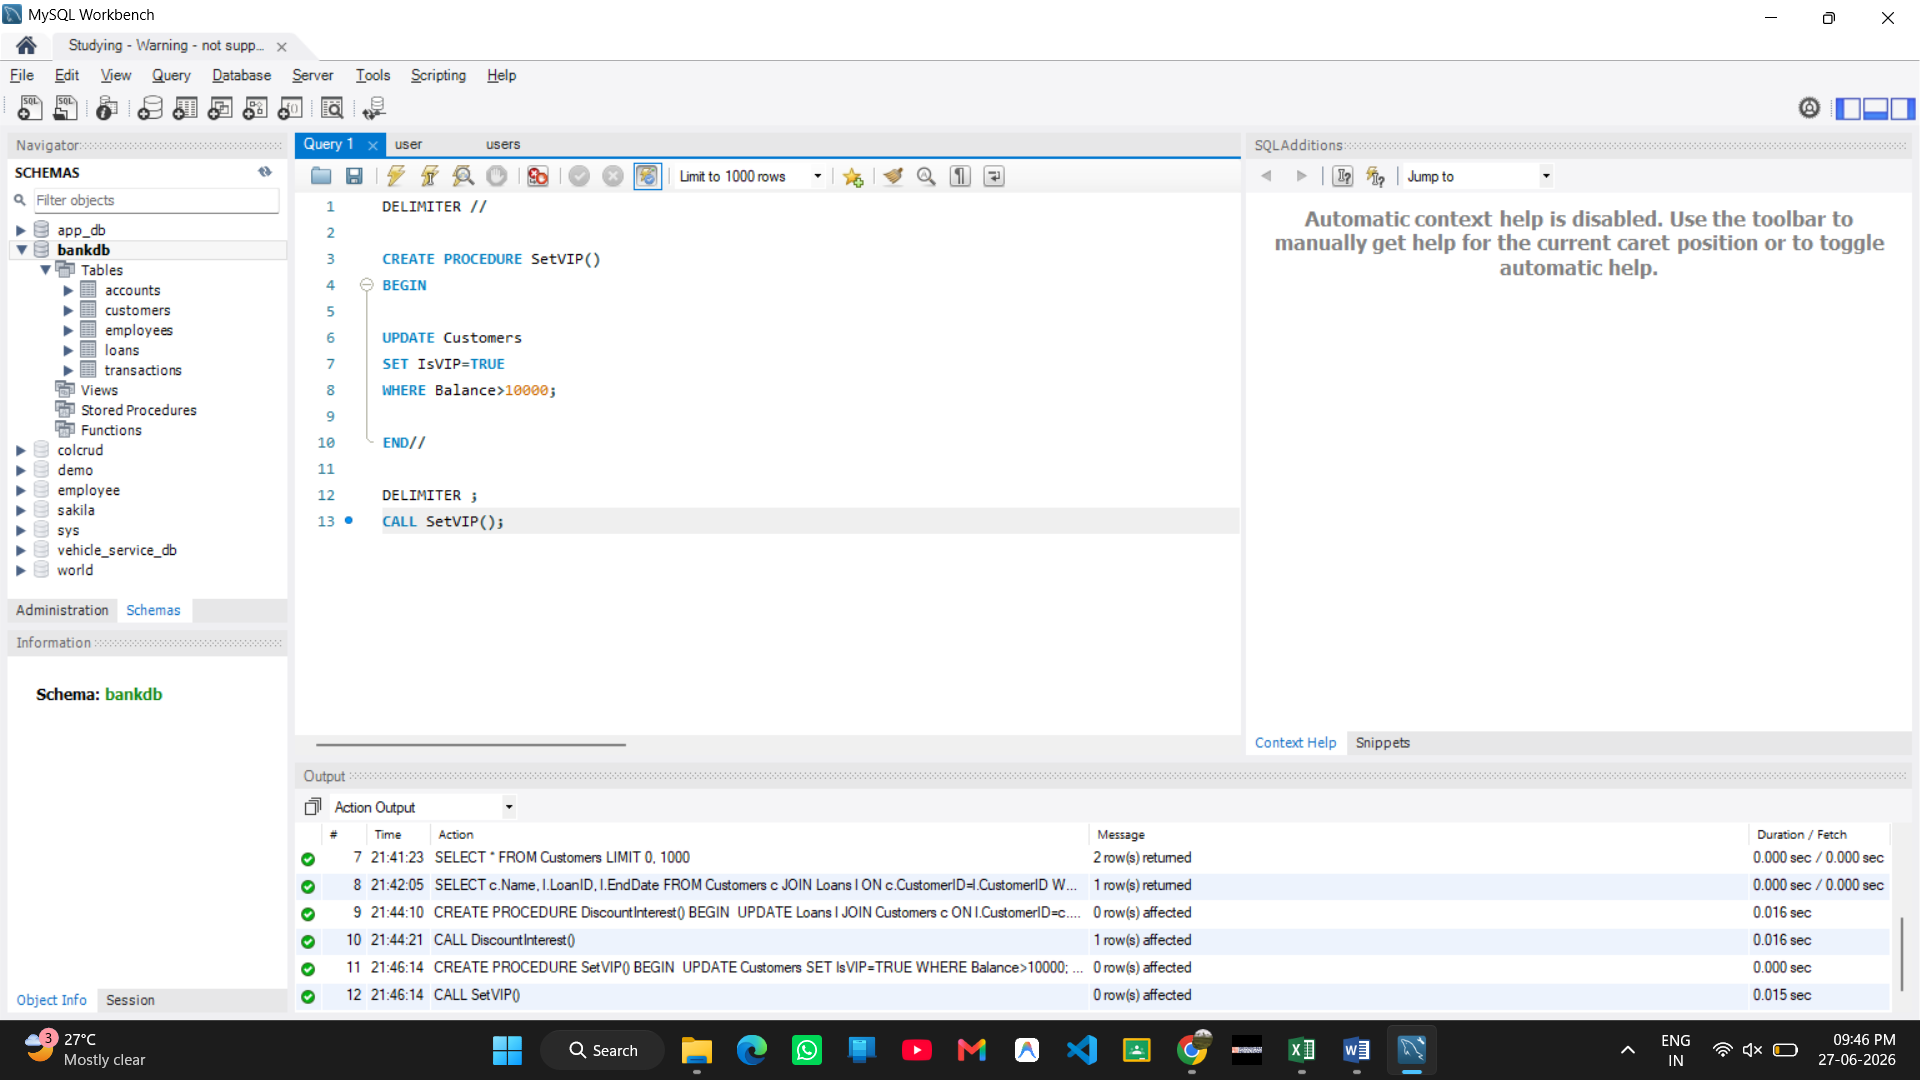 MySQL Workbench
Studying - Warning - not supp...
File Edit View Query Database Server Tools Scripting Help
Navigator
SCHEMAS
Filter objects
app_db
bankdb
Tables
accounts
customers
employees
loans
transactions
Views
Stored Procedures
Functions
colcrud
demo
employee
sakila
sys
vehicle_service_db
world
Administration Schemas
Information
Schema: bankdb
Object Info Session
Query 1 user users
Limit to 1000 rows
1 DELIMITER //
2
3 CREATE PROCEDURE SetVIP()
4 BEGIN
5
6 UPDATE Customers
7 SET IsVIP=TRUE
8 WHERE Balance>10000;
9
10 END//
11
12 DELIMITER ;
13 CALL SetVIP();
SQLAdditions
Jump to
Automatic context help is disabled. Use the toolbar to
manually get help for the current caret position or to toggle
automatic help.
Context Help Snippets
Output
Action Output
# Time Action Message Duration / Fetch
7 21:41:23 SELECT * FROM Customers LIMIT 0, 1000 2 row(s) returned 0.000 sec / 0.000 sec
8 21:42:05 SELECT c.Name, l.LoanID, l.EndDate FROM Customers c JOIN Loans l ON c.CustomerID=l.CustomerID W... 1 row(s) returned 0.000 sec / 0.000 sec
9 21:44:10 CREATE PROCEDURE DiscountInterest() BEGIN UPDATE Loans l JOIN Customers c ON l.CustomerID=c.... 0 row(s) affected 0.016 sec
10 21:44:21 CALL DiscountInterest() 1 row(s) affected 0.016 sec
11 21:46:14 CREATE PROCEDURE SetVIP() BEGIN UPDATE Customers SET IsVIP=TRUE WHERE Balance>10000; ... 0 row(s) affected 0.000 sec
12 21:46:14 CALL SetVIP() 0 row(s) affected 0.015 sec
3
27°C
Mostly clear
Search
ENG
IN
09:46 PM
27-06-2026